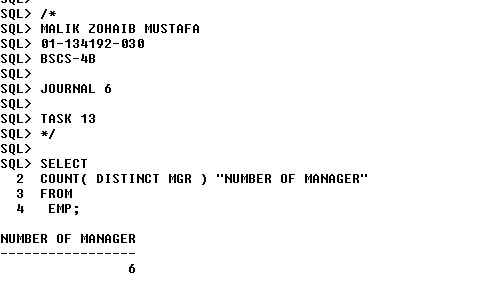 SQL>
SQL> /*
SQL> MALIK ZOHAIB MUSTAFA
SQL> 01-134192-030
SQL> BSCS-4B
SQL>
SQL> JOURNAL 6
SQL>
SQL> TASK 13
SQL> */
SQL>
SQL> SELECT
2 COUNT( DISTINCT MGR ) "NUMBER OF MANAGER"
3 FROM
4 EMP;
NUMBER OF MANAGER
-----------------
6